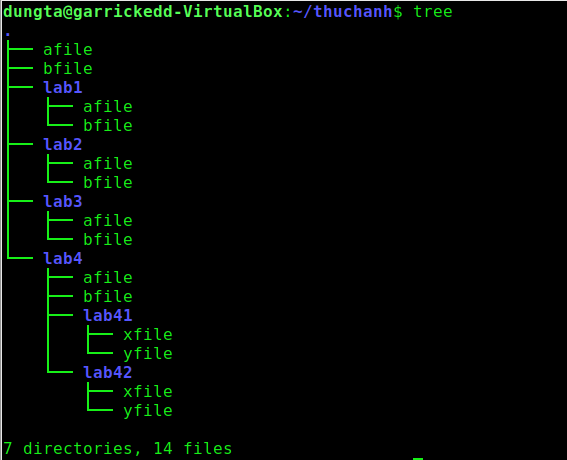 dungta@garrickedd-VirtualBox:~/thuchanh$ tree
.
├── afile
├── bfile
├── lab1
│   ├── afile
│   └── bfile
├── lab2
│   ├── afile
│   └── bfile
├── lab3
│   ├── afile
│   └── bfile
└── lab4
    ├── afile
    ├── bfile
    ├── lab41
    │   ├── xfile
    │   └── yfile
    └── lab42
        ├── xfile
        └── yfile

7 directories, 14 files